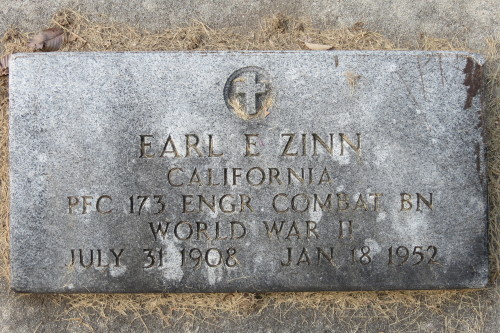 EARL E ZINN
CALIFORNIA
PFC 173 ENGR COMBAT BN
WORLD WAR II
JULY 31 1908 JAN 18 1952